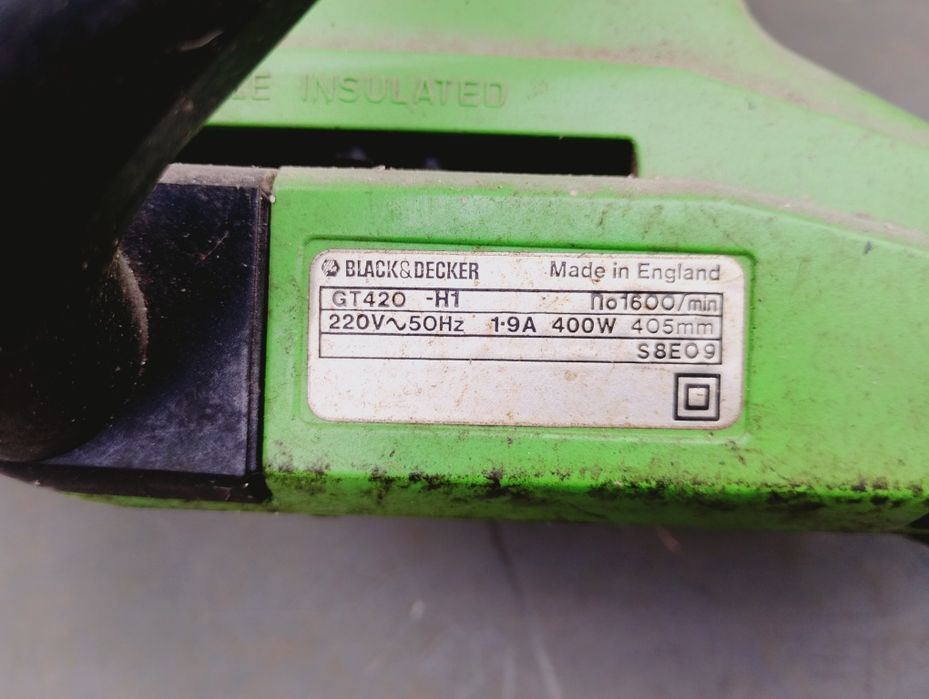 INSULATED
BLACK&DECKER Made in England
GT420 -H1 no1600/min
220V~50Hz 1·9A 400W 405mm
S8E09